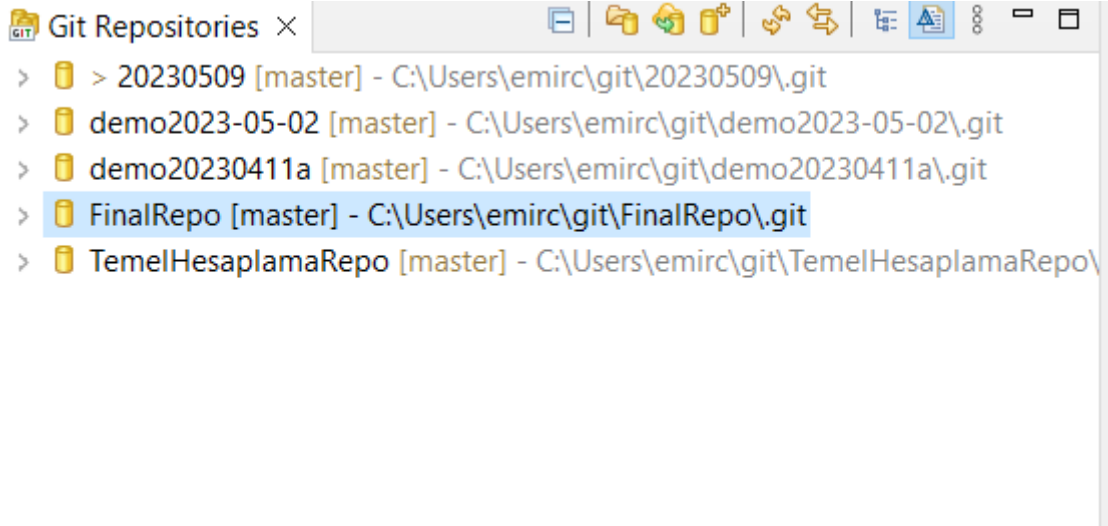 Git Repositories
> 20230509 [master] - C:\Users\emirc\git\20230509\.git
demo2023-05-02 [master] - C:\Users\emirc\git\demo2023-05-02\.git
demo20230411a [master] - C:\Users\emirc\git\demo20230411a\.git
FinalRepo [master] - C:\Users\emirc\git\FinalRepo\.git
TemelHesaplamaRepo [master] - C:\Users\emirc\git\TemelHesaplamaRepo\